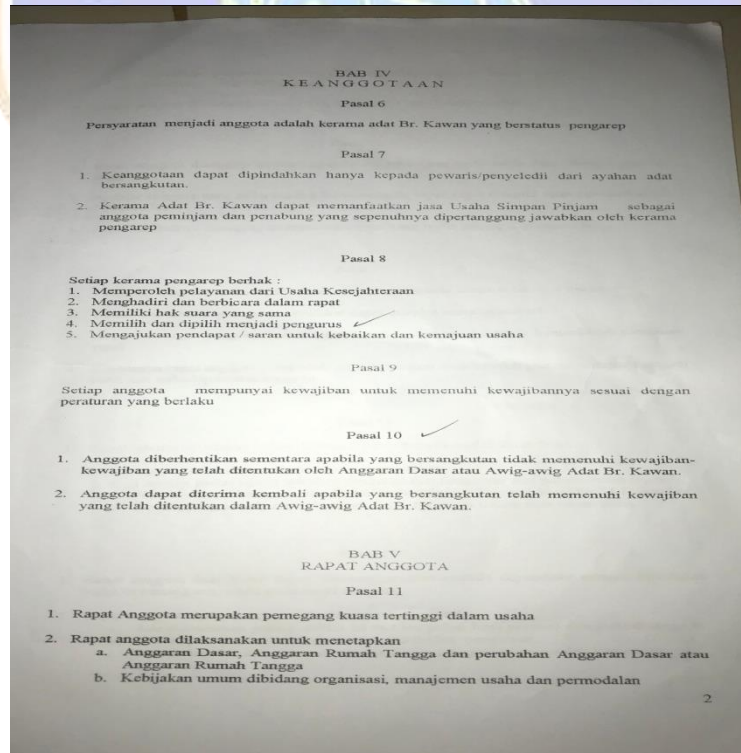 BAB IV
KEANGGOTAAN
Pasal 6
Persyaratan menjadi anggota adalah kerama adat Br. Kawan yang berstatus pengarep
Pasal 7
1. Keanggotaan dapat dipindahkan hanya kepada pewaris/penyeledii dari ayahan adat
bersangkutan.
2. Kerama Adat Br. Kawan dapat memanfaatkan jasa Usaha Simpan Pinjam sebagai
anggota peminjam dan penabung yang sepenuhnya dipertanggung jawabkan oleh kerama
pengarep
Pasal 8
Setiap kerama pengarep berhak :
1. Memperoleh pelayanan dari Usaha Kesejahteraan
2. Menghadiri dan berbicara dalam rapat
3. Memiliki hak suara yang sama
4. Memilih dan dipilih menjadi pengurus
5. Mengajukan pendapat / saran untuk kebaikan dan kemajuan usaha
Pasal 9
Setiap anggota mempunyai kewajiban untuk memenuhi kewajibannya sesuai dengan
peraturan yang berlaku
Pasal 10
1. Anggota diberhentikan sementara apabila yang bersangkutan tidak memenuhi kewajiban-
kewajiban yang telah ditentukan oleh Anggaran Dasar atau Awig-awig Adat Br. Kawan.
2. Anggota dapat diterima kembali apabila yang bersangkutan telah memenuhi kewajiban
yang telah ditentukan dalam Awig-awig Adat Br. Kawan.
BAB V
RAPAT ANGGOTA
Pasal 11
1. Rapat Anggota merupakan pemegang kuasa tertinggi dalam usaha
2. Rapat anggota dilaksanakan untuk menetapkan
a. Anggaran Dasar, Anggaran Rumah Tangga dan perubahan Anggaran Dasar atau
Anggaran Rumah Tangga
b. Kebijakan umum dibidang organisasi, manajemen usaha dan permodalan
2